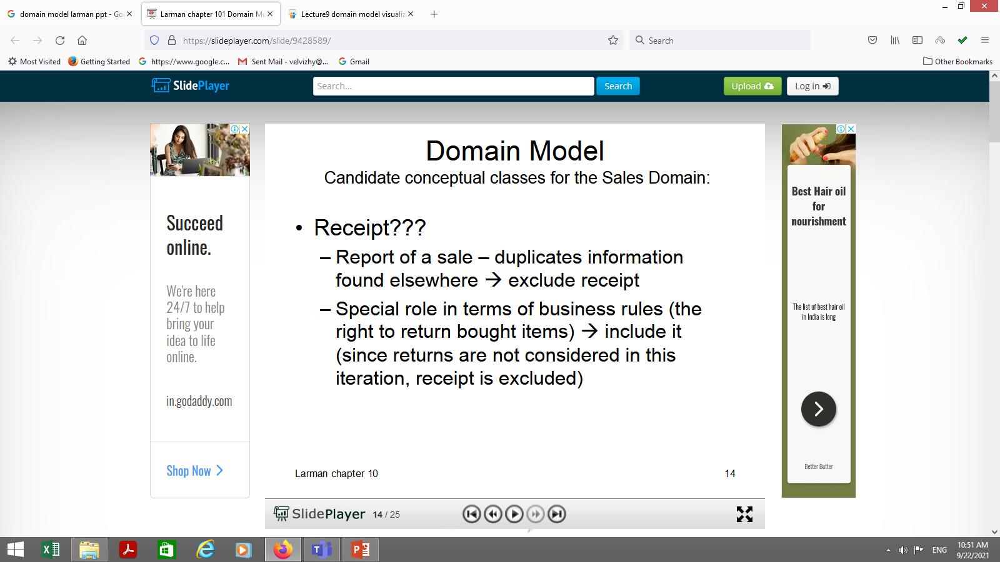 domain model larman ppt - Go
Larman chapter 101 Domain Mo
Lecture9 domain model visualiz
https://slideplayer.com/slide/9428589/
Search
Most Visited
Getting Started
https://www.google.c...
Sent Mail - velvizhy@...
Gmail
Other Bookmarks
SlidePlayer
Search...
Search
Upload
Log in
Succeed
online.
We're here
24/7 to help
bring your
idea to life
online.
in.godaddy.com
Shop Now
Domain Model
Candidate conceptual classes for the Sales Domain:
• Receipt???
– Report of a sale – duplicates information
found elsewhere → exclude receipt
– Special role in terms of business rules (the
right to return bought items) → include it
(since returns are not considered in this
iteration, receipt is excluded)
Larman chapter 10
14
Best Hair oil
for
nourishment
The list of best hair oil
in India is long
Better Butter
SlidePlayer
14 / 25
ENG
10:51 AM
9/22/2021